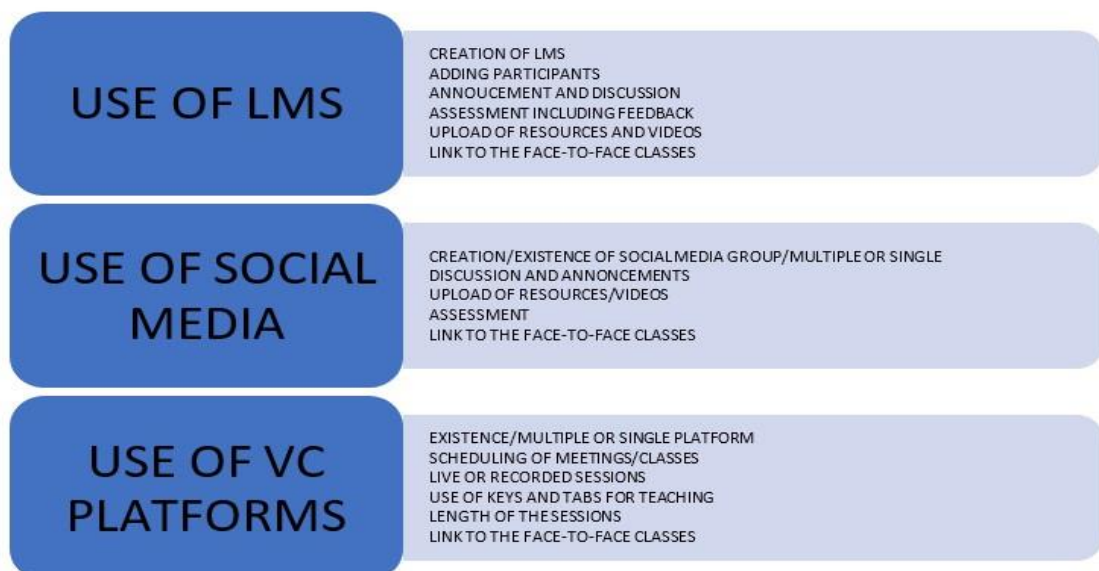 USE OF LMS
CREATION OF LMS
ADDING PARTICIPANTS
ANNOUCEMENT AND DISCUSSION
ASSESSMENT INCLUDING FEEDBACK
UPLOAD OF RESOURCES AND VIDEOS
LINK TO THE FACE-TO-FACE CLASSES
USE OF SOCIAL
MEDIA
CREATION/EXISTENCE OF SOCIAL MEDIA GROUP/MULTIPLE OR SINGLE
DISCUSSION AND ANNONCEMENTS
UPLOAD OF RESOURCES/VIDEOS
ASSESSMENT
LINK TO THE FACE-TO-FACE CLASSES
USE OF VC
PLATFORMS
EXISTENCE/MULTIPLE OR SINGLE PLATFORM
SCHEDULING OF MEETINGS/CLASSES
LIVE OR RECORDED SESSIONS
USE OF KEYS AND TABS FOR TEACHING
LENGTH OF THE SESSIONS
LINK TO THE FACE-TO-FACE CLASSES